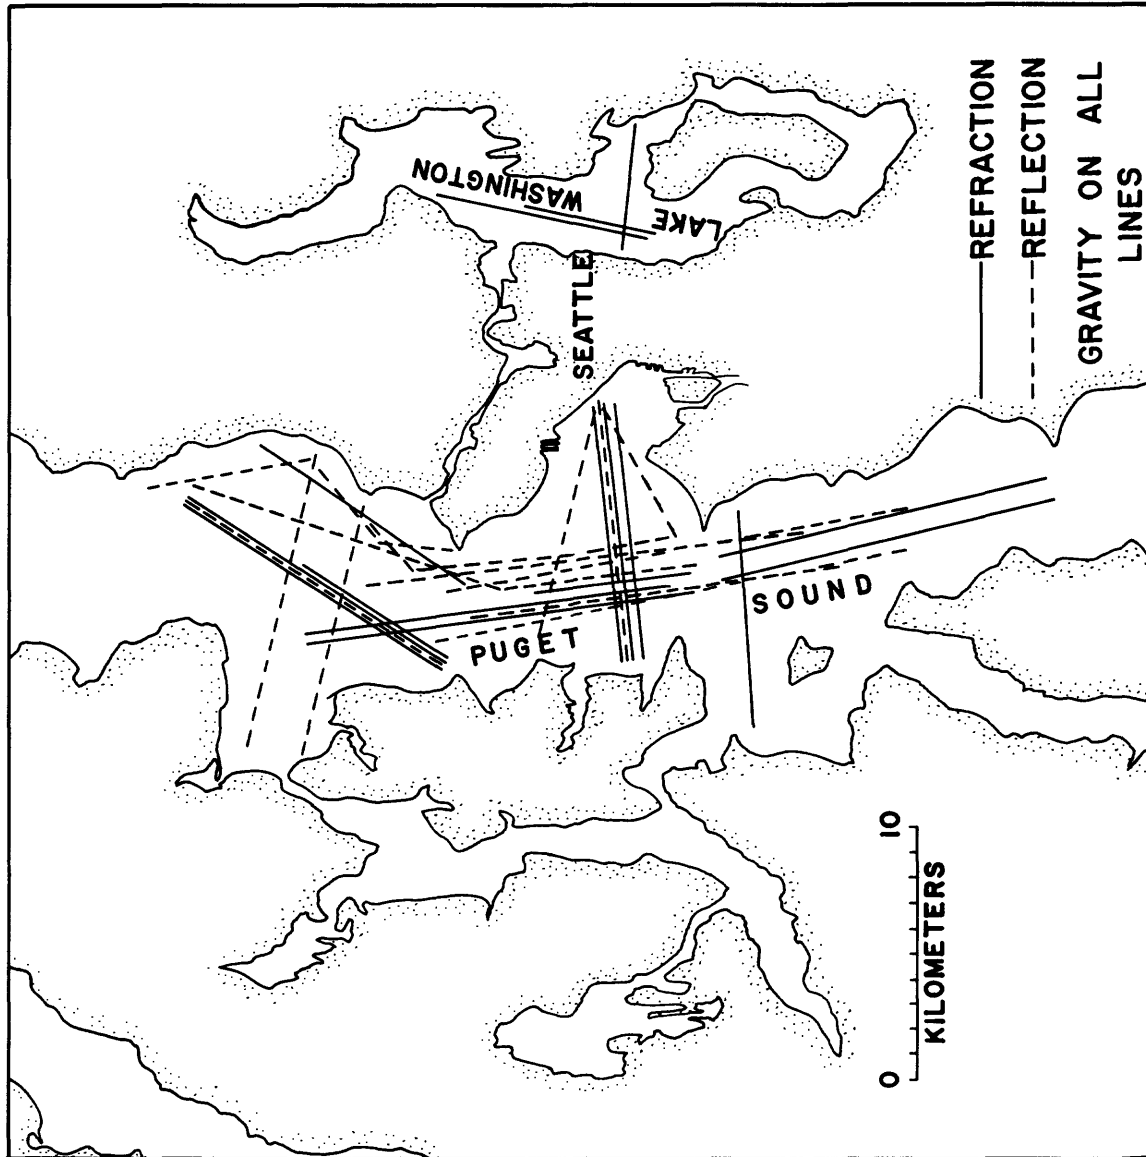 WASHINGTON
LAKE
SEATTLE
PUGET
SOUND
REFRACTION
REFLECTION
GRAVITY ON ALL
LINES
0 10
KILOMETERS